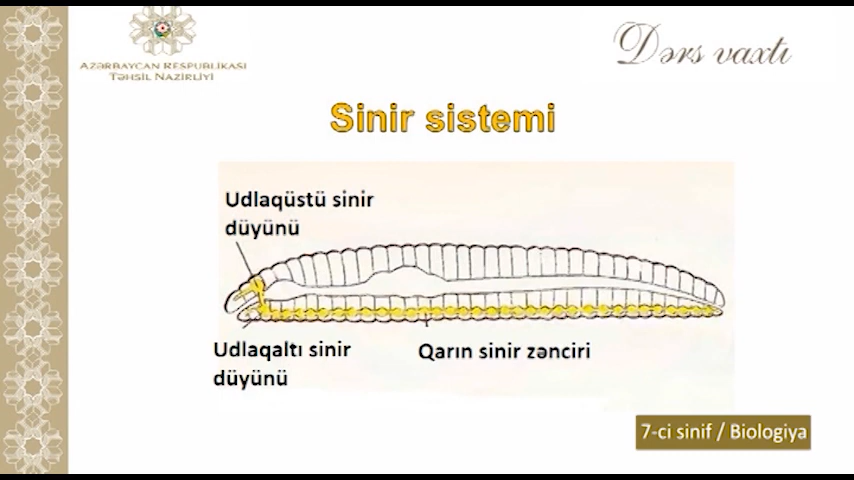 AZƏRBAYCAN RESPUBLİKASI
TƏHSİL NAZİRLİYİ
Dərs vaxtı
Sinir sistemi
Udlaqüstü sinir
düyünü
Udlaqaltı sinir
düyünü
Qarın sinir zənciri
7-ci sinif / Biologiya